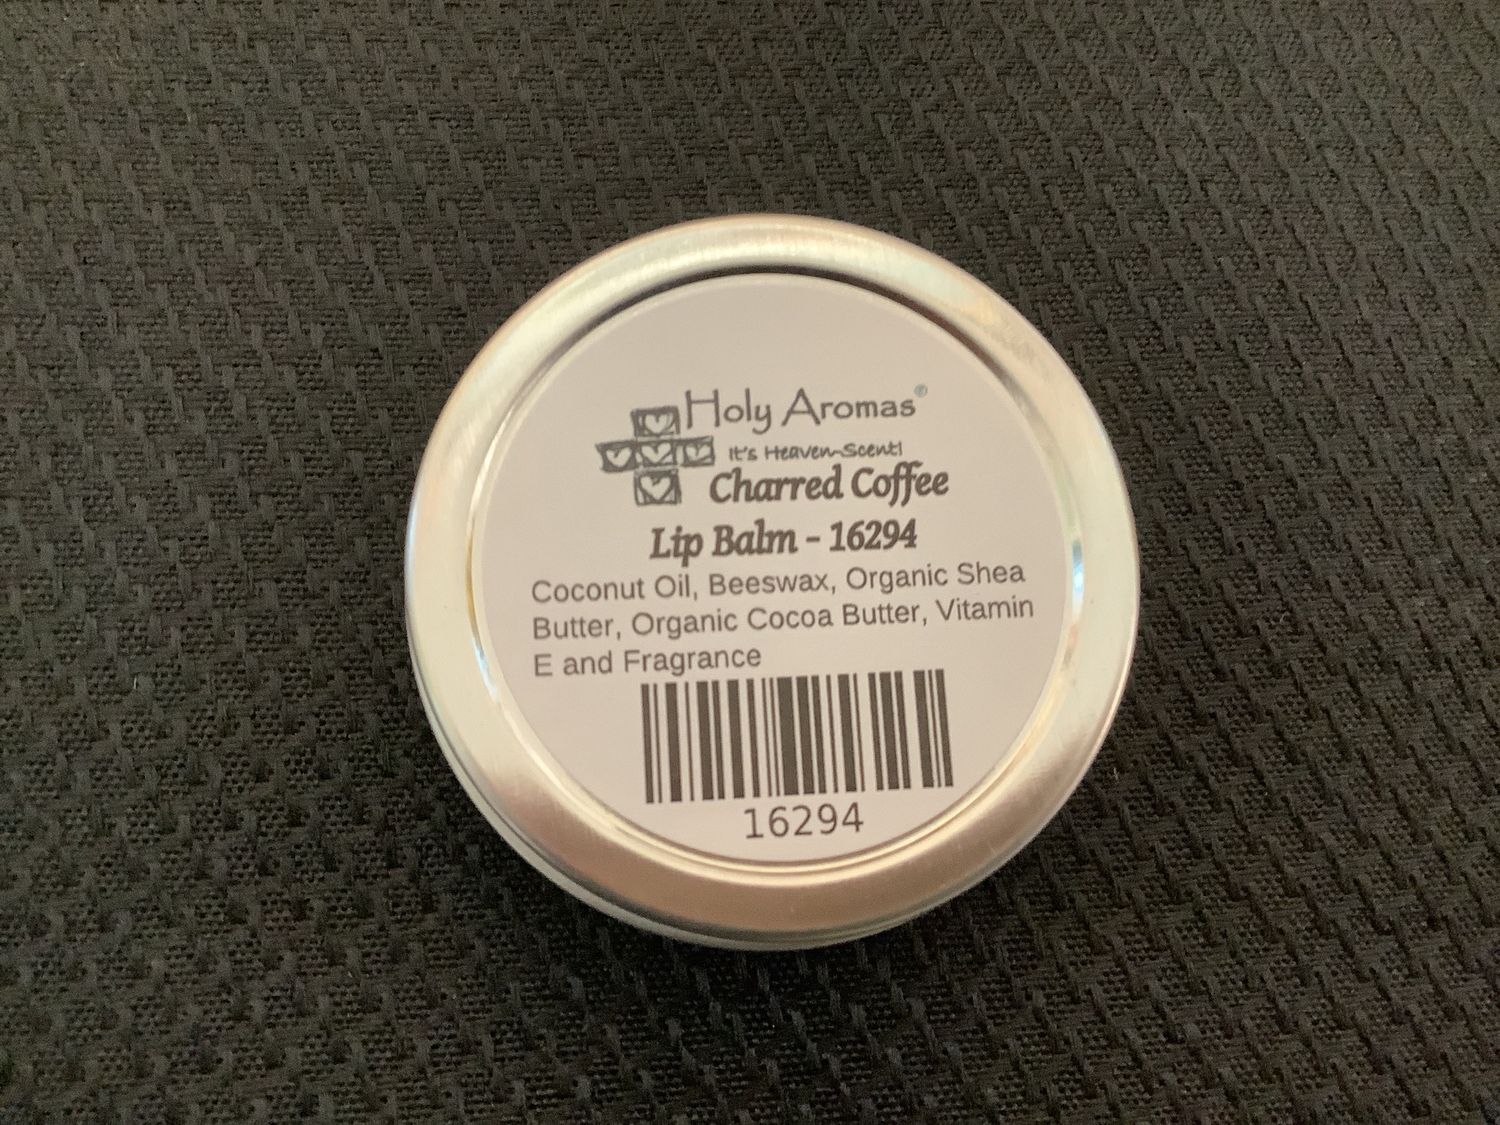 Holy Aromas®
It's Heaven-Scent!
Charred Coffee
Lip Balm - 16294
Coconut Oil, Beeswax, Organic Shea
Butter, Organic Cocoa Butter, Vitamin
E and Fragrance
16294